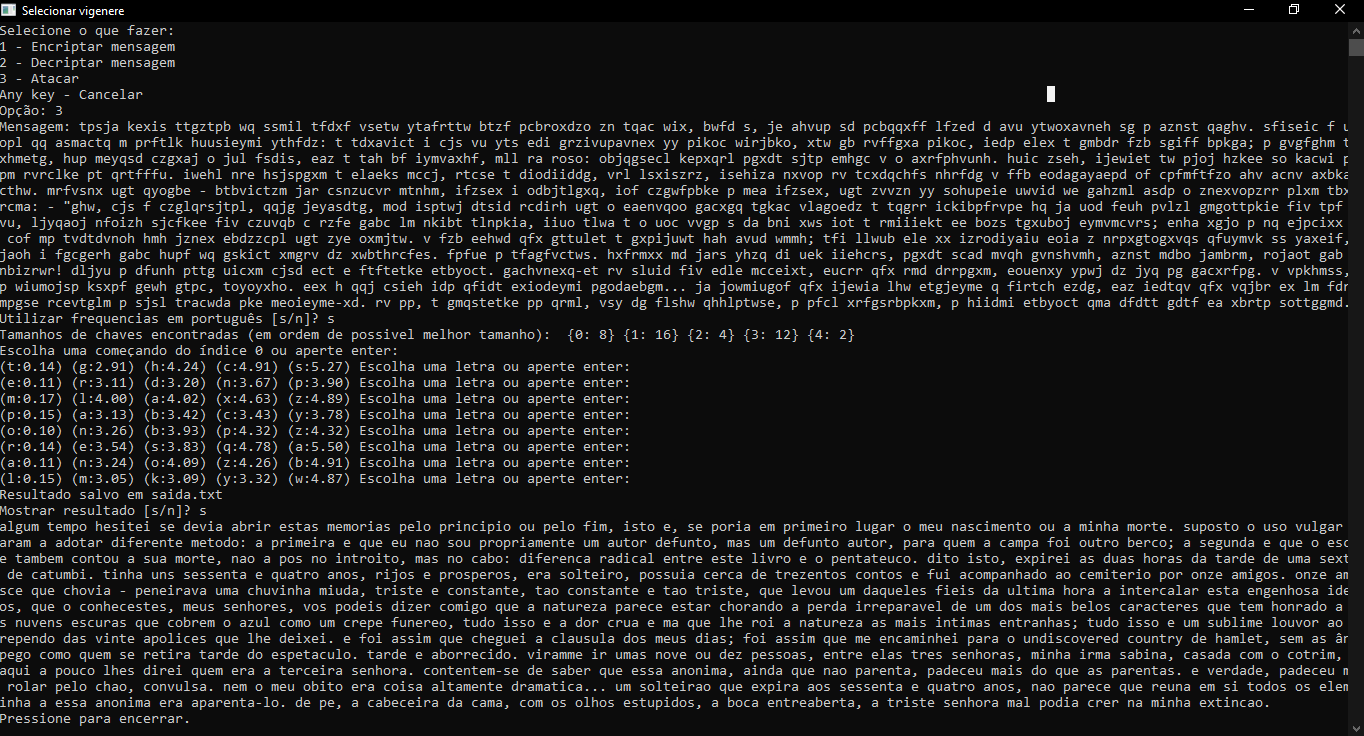 Selecionar vigenere
Selecione o que fazer:
1 - Encriptar mensagem
2 - Decriptar mensagem
3 - Atacar
Any key - Cancelar
Opção: 3
Mensagem: tpsja kexis ttgztpb wq ssmil tfdxf vsetw ytafrttw btzf pcbroxdzo zn tqac wix, bwfd s, je ahvup sd pcbqqxff lfzed d avu ytwoxavneh sg p aznst qaghv. sfiseic f
opl qq asmactq m prftlk huusieymi ythfdz: t tdxavict i cjs vu yts edi grzivupavnex yy pikoc wirjbko, xtw gb rvffgxa pikoc, iedp elex t gmbdr fzb sgiff bpkga; p gvgfghm
xhmetg, hup meyqsd czgxaj o jul fsdis, eaz t tah bf iymvaxhf, mll ra roso: objqgsecl kepxqrl pgxdt sjtp emhgc v o axrfphvunh. huic zseh, ijewiet tw pjoj hzkee so kacwi
pm rvrclke pt qrtfffu. iwehl nre hsjspgxm t elaeks mccj, rtcse t diodiiddg, vrl lsxiszrz, isehiza nxvop rv tcxdqchfs nhrfdg v ffb eodagayaepd of cpfmftfzo ahv acnv
cthw. mrfvsnx ugt qyogbe - btbvictzm jar csnzucvr mtnhm, ifzsex i odbjtlgxq, iof czgwfpbke p mea ifzsex, ugt zvvzn yy sohupeie uwvid we gahzml asdp o znexvopzrr plxm
rcma: - "ghw, cjs f czglqrsjtpl, qqjg jeyasdtg, mod isptwj dtsid rcdirh ugt o eaenvqoo gacxgq tgkac vlagoedz t tqgrr ickibpfrvpe hq ja uod feuh pvlzl gmgottpkie fiv tpf
vu, ljyqaoj nfoizh sjcfkee fiv czuvqb c rzfe gabc lm nkibt tlnpkia, iiuo tlwa t o uoc vvgp s da bni xws iot t rmiiiekt ee bozs tgxuboj eymvmcvrs; enha xgjo p nq ejpcixx
cof mp tvdtdvnoh hmh jznex ebdzzcpl ugt zye oxmjtw. v fzb eehwd qfx gttulet t gxpijuwt hah avud wmmh; tfi llwub ele xx izrodiyaiu eoia z nrpxgtogxvqs qfuymvk ss yaxeif,
jaoh i fgcgerh gabc hupf wq gskict xmgrv dz xwbthrcfes. fpfue p tfagfvctws. hxfrmxx md jars yhzq di uek iiehcrs, pgxdt scad mvqh gvnshvmh, aznst mdbo jambrm, rojaot gab
nbizrwr! dljyu p dfunh pttg uicxm cjsd ect e ftftetke etbyoct. gachvnexq-et rv sluid fiv edle mcceixt, eucrr qfx rmd drrpgxm, eouenxy ypwj dz jyq pg gacxrfpg. v vpkhmss,
p wiumojsp ksxpf gewh gtpc, toyoyxho. eex h qqj csieh idp qfidt exiodeymi pgodaebgm... ja jowmiugof qfx ijewia lhw etgjeyme q firtch ezdg, eaz iedtqv qfx vqjbr ex lm
mpgse rcevtglm p sjsl tracwda pke meoieyme-xd. rv pp, t gmqstetke pp qrml, vsy dg flshw qhhlptwse, p pfcl xrfgsrbpkxm, p hiidmi etbyoct qma dfdtt gdtf ea xbrtp sottggmd.
Utilizar frequencias em português [s/n]? s
Tamanhos de chaves encontradas (em ordem de possivel melhor tamanho):  {0: 8} {1: 16} {2: 4} {3: 12} {4: 2}
Escolha uma começando do índice 0 ou aperte enter:
(t:0.14) (g:2.91) (h:4.24) (c:4.91) (s:5.27) Escolha uma letra ou aperte enter:
(e:0.11) (r:3.11) (d:3.20) (n:3.67) (p:3.90) Escolha uma letra ou aperte enter:
(m:0.17) (l:4.00) (a:4.02) (x:4.63) (z:4.89) Escolha uma letra ou aperte enter:
(p:0.15) (a:3.13) (b:3.42) (c:3.43) (y:3.78) Escolha uma letra ou aperte enter:
(o:0.10) (n:3.26) (b:3.93) (p:4.32) (z:4.32) Escolha uma letra ou aperte enter:
(r:0.14) (e:3.54) (s:3.83) (q:4.78) (a:5.50) Escolha uma letra ou aperte enter:
(a:0.11) (n:3.24) (o:4.09) (z:4.26) (b:4.91) Escolha uma letra ou aperte enter:
(l:0.15) (m:3.05) (k:3.09) (y:3.32) (w:4.87) Escolha uma letra ou aperte enter:
Resultado salvo em saida.txt
Mostrar resultado [s/n]? s
algum tempo hesitei se devia abrir estas memorias pelo principio ou pelo fim, isto e, se poria em primeiro lugar o meu nascimento ou a minha morte. suposto o uso vulgar
aram a adotar diferente metodo: a primeira e que eu nao sou propriamente um autor defunto, mas um defunto autor, para quem a campa foi outro berco; a segunda e que o esc
e tambem contou a sua morte, nao a pos no introito, mas no cabo: diferenca radical entre este livro e o pentateuco. dito isto, expirei as duas horas da tarde de uma sext
de catumbi. tinha uns sessenta e quatro anos, rijos e prosperos, era solteiro, possuia cerca de trezentos contos e fui acompanhado ao cemiterio por onze amigos. onze am
sce que chovia - peneirava uma chuvinha miuda, triste e constante, tao constante e tao triste, que levou um daqueles fieis da ultima hora a intercalar esta engenhosa ide
os, que o conhecestes, meus senhores, vos podeis dizer comigo que a natureza parece estar chorando a perda irreparavel de um dos mais belos caracteres que tem honrado a
s nuvens escuras que cobrem o azul como um crepe funereo, tudo isso e a dor crua e ma que lhe roi a natureza as mais intimas entranhas; tudo isso e um sublime louvor ao
rependo das vinte apolices que lhe deixei. e foi assim que cheguei a clausula dos meus dias; foi assim que me encaminhei para o undiscovered country de hamlet, sem as ân
pego como quem se retira tarde do espetaculo. tarde e aborrecido. viramme ir umas nove ou dez pessoas, entre elas tres senhoras, minha irma sabina, casada com o cotrim,
aqui a pouco lhes direi quem era a terceira senhora. contentem-se de saber que essa anonima, ainda que nao parenta, padeceu mais do que as parentas. e verdade, padeceu m
rolar pelo chao, convulsa. nem o meu obito era coisa altamente dramatica... um solteirao que expira aos sessenta e quatro anos, nao parece que reuna em si todos os elem
inha a essa anonima era aparenta-lo. de pe, a cabeceira da cama, com os olhos estupidos, a boca entreaberta, a triste senhora mal podia crer na minha extincao.
Pressione para encerrar.